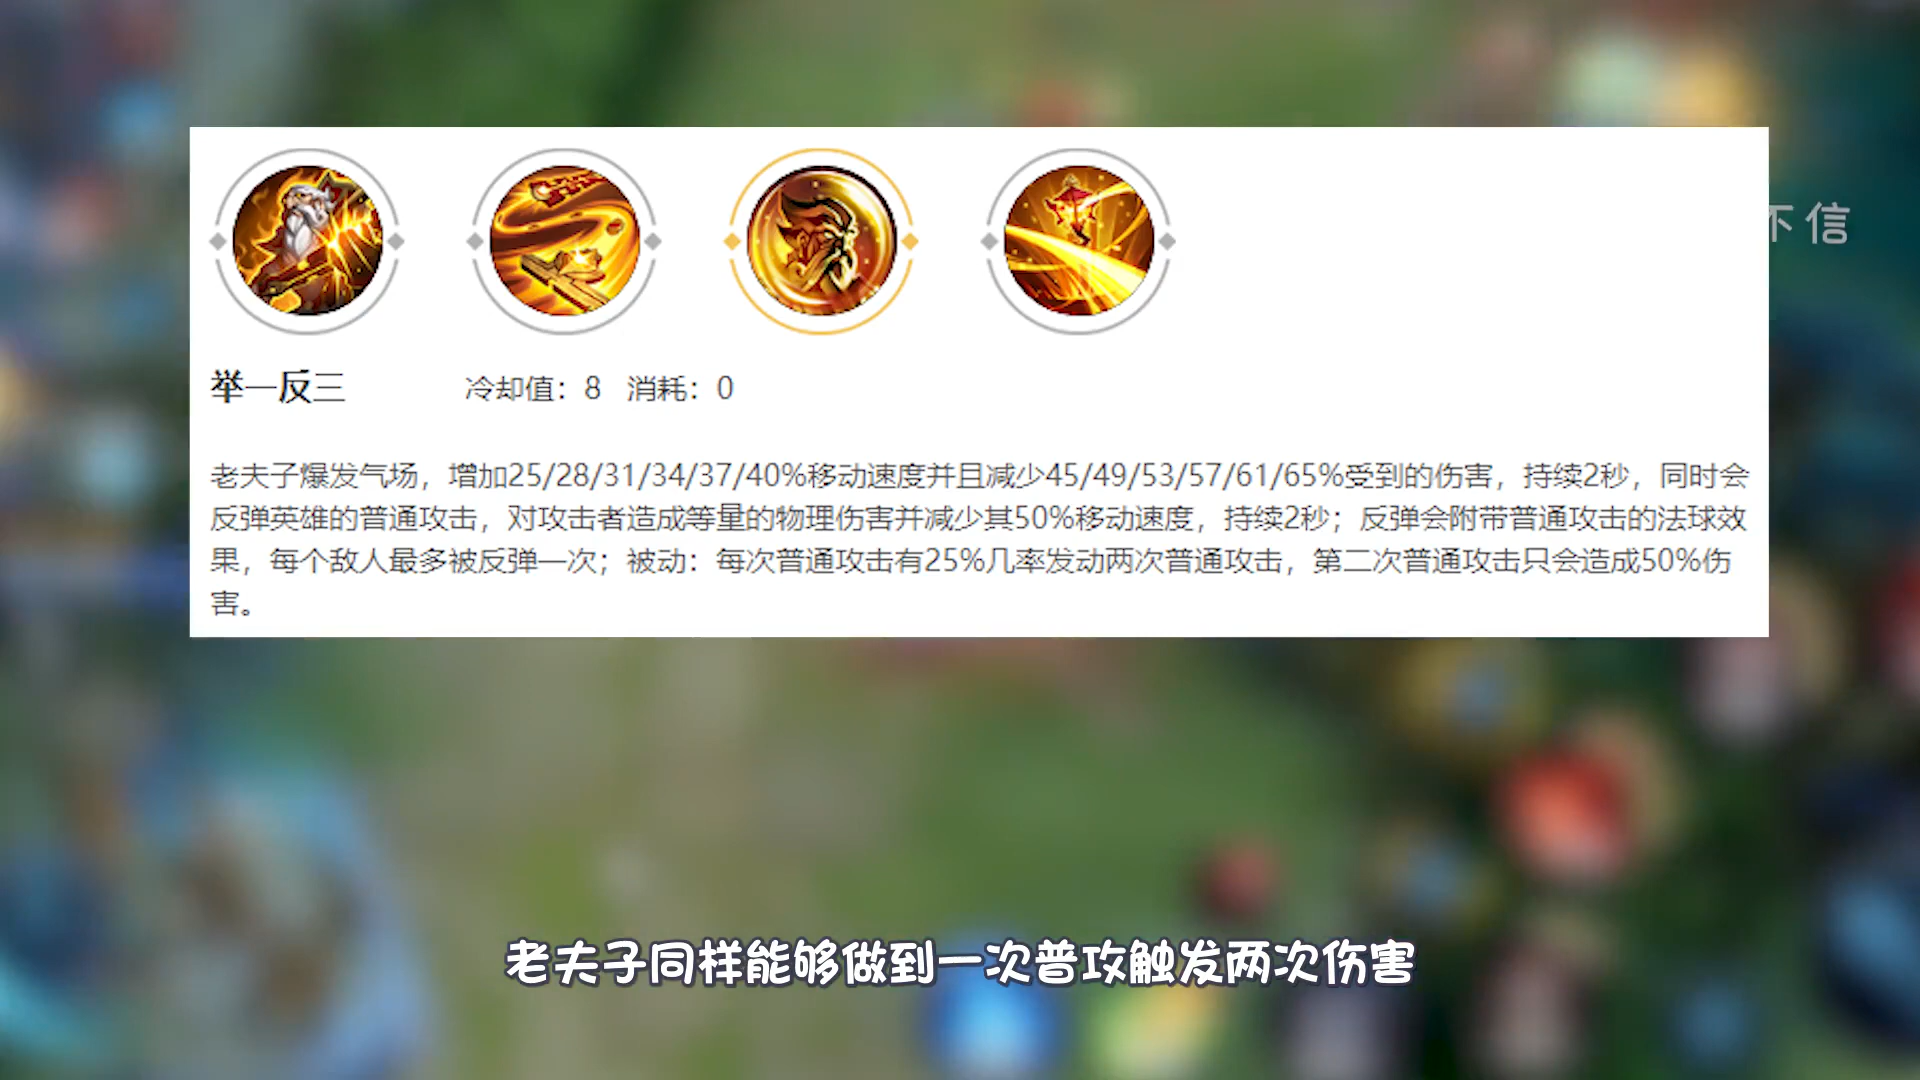 不信
举一反三 冷却值：8 消耗：0
老夫子爆发气场，增加25/28/31/34/37/40%移动速度并且减少45/49/53/57/61/65%受到的伤害，持续2秒，同时会
反弹英雄的普通攻击，对攻击者造成等量的物理伤害并减少其50%移动速度，持续2秒；反弹会附带普通攻击的法球效
果，每个敌人最多被反弹一次；被动：每次普通攻击有25%几率发动两次普通攻击，第二次普通攻击只会造成50%伤
害。
老夫子同样能够做到一次普攻触发两次伤害